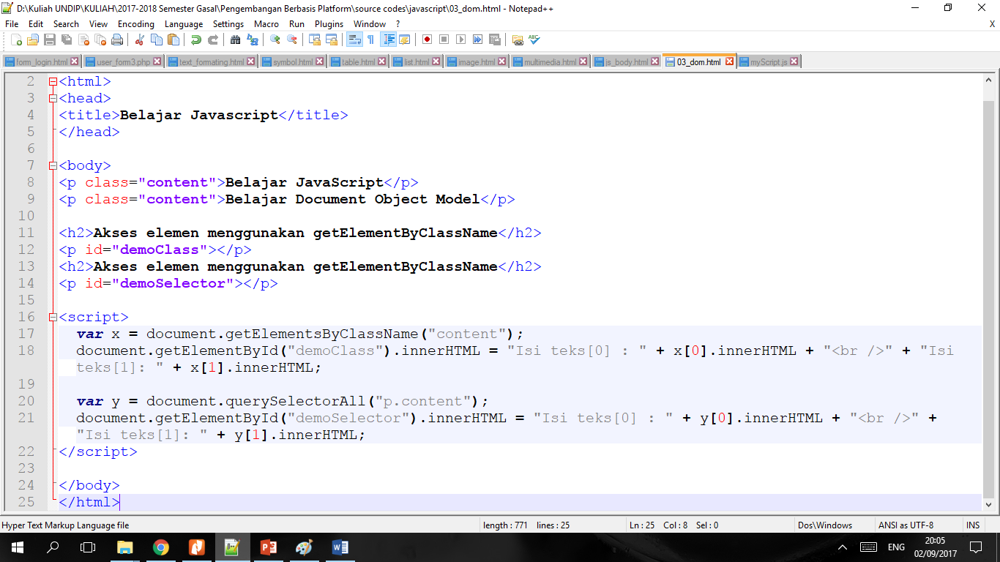 D:\Kuliah UNDIP\KULIAH\2017-2018 Semester Gasal\Pengembangan Berbasis Platform\source codes\javascript\03_dom.html - Notepad++
File Edit Search View Encoding Language Settings Macro Run Plugins Window ? X
form_login.html user_form3.php text_formating.html symbol.html table.html list.html image.html multimedia.html js_body.html 03_dom.html myScript.js
2 <html>
3 <head>
4 <title>Belajar Javascript</title>
5 </head>
6
7 <body>
8 <p class="content">Belajar JavaScript</p>
9 <p class="content">Belajar Document Object Model</p>
10
11 <h2>Akses elemen menggunakan getElementByClassName</h2>
12 <p id="demoClass"></p>
13 <h2>Akses elemen menggunakan getElementByClassName</h2>
14 <p id="demoSelector"></p>
15
16 <script>
17 var x = document.getElementsByClassName("content");
18 document.getElementById("demoClass").innerHTML = "Isi teks[0] : " + x[0].innerHTML + "<br />" + "Isi
teks[1]: " + x[1].innerHTML;
19
20 var y = document.querySelectorAll("p.content");
21 document.getElementById("demoSelector").innerHTML = "Isi teks[0] : " + y[0].innerHTML + "<br />" +
"Isi teks[1]: " + y[1].innerHTML;
22 </script>
23
24 </body>
25 </html>
Hyper Text Markup Language file length : 771 lines : 25 Ln : 25 Col : 8 Sel : 0 Dos\Windows ANSI as UTF-8 INS
ENG 20:05
02/09/2017